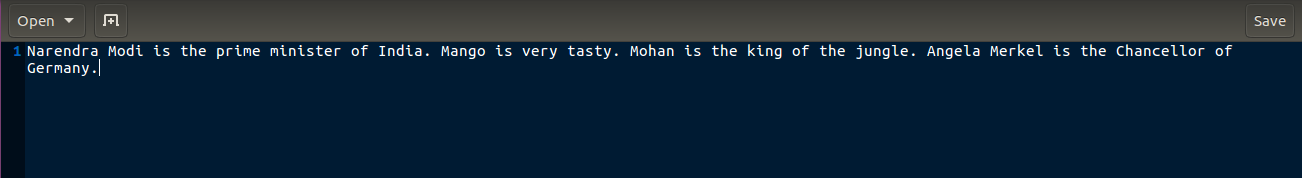 Open Save
1 Narendra Modi is the prime minister of India. Mango is very tasty. Mohan is the king of the jungle. Angela Merkel is the Chancellor of
Germany.